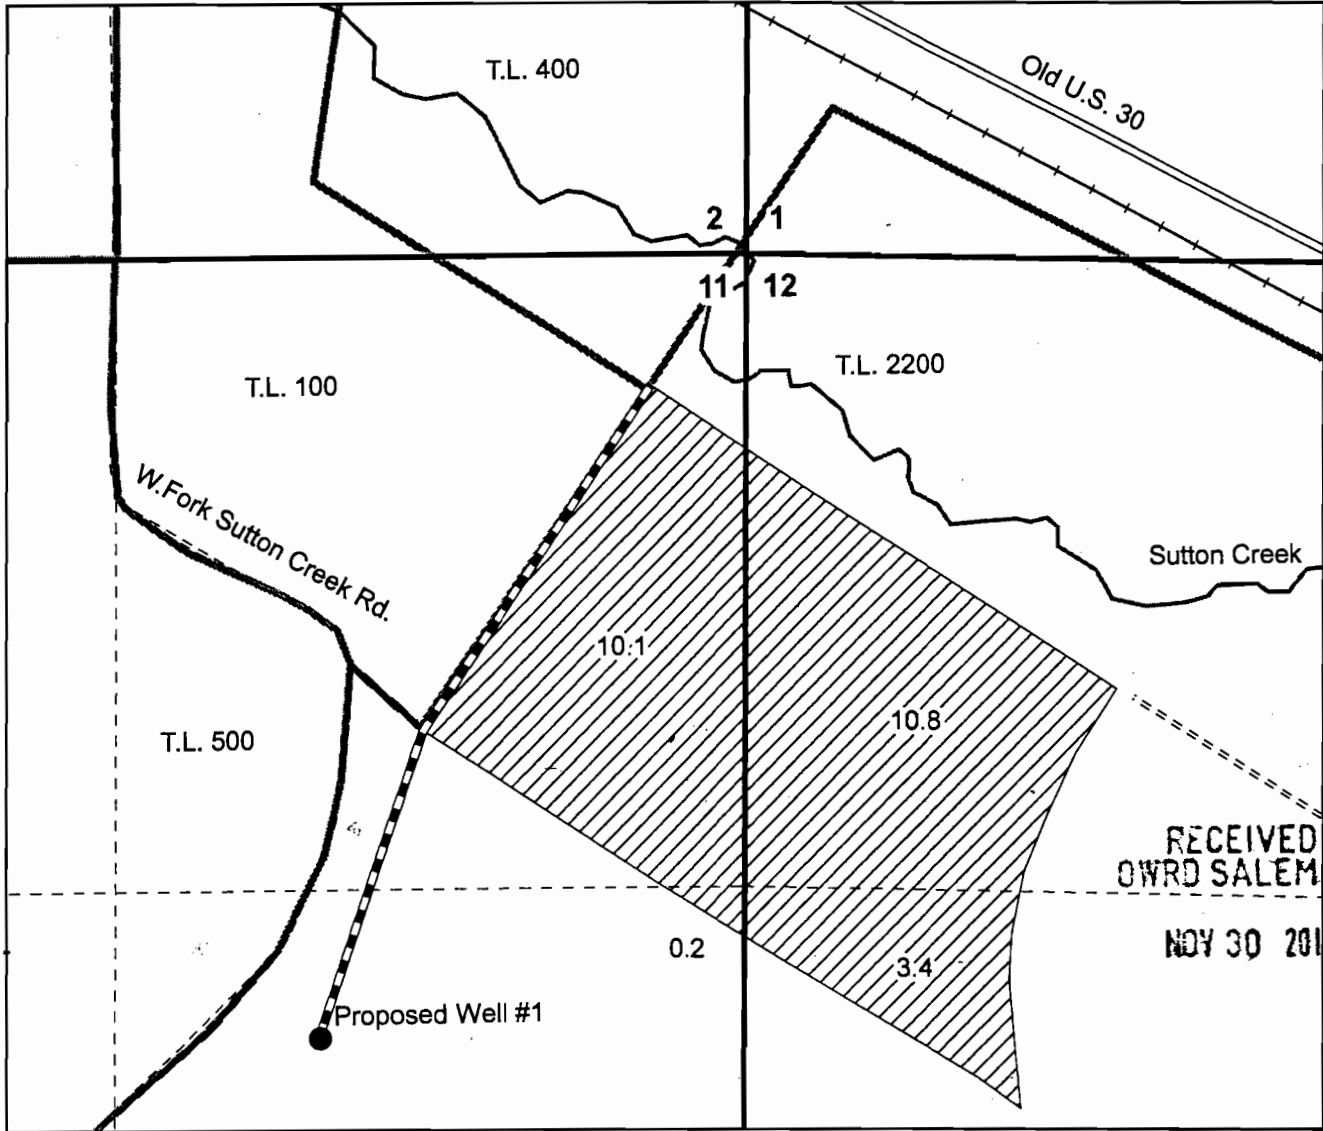 T.L. 400
Old U.S. 30
2
1
11
12
T.L. 2200
T.L. 100
W.Fork Sutton Creek Rd.
Sutton Creek
10.1
10.8
T.L. 500
RECEIVED
OWRD SALEM
NOV 30 201
0.2
3.4
Proposed Well #1